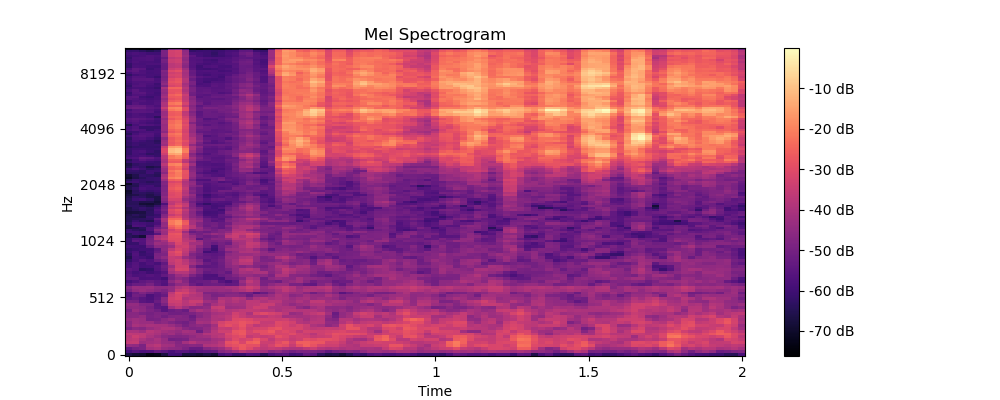 Mel Spectrogram
Hz
8192
4096
2048
1024
512
0
0
0.5
1
1.5
2
Time
-10 dB
-20 dB
-30 dB
-40 dB
-50 dB
-60 dB
-70 dB